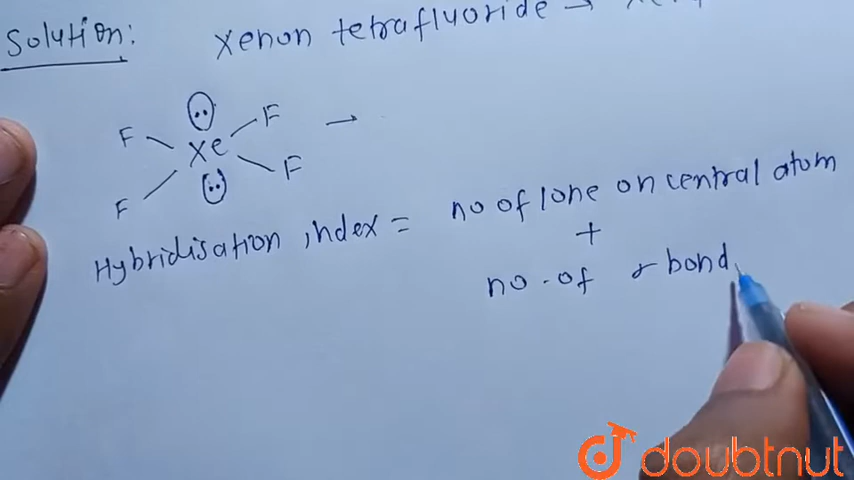 Solution: Xenon tetrafluoride →
F Xe F
F F
Hybridisation index = no of lone on central atom
+
no. of σ bond
doubtnut